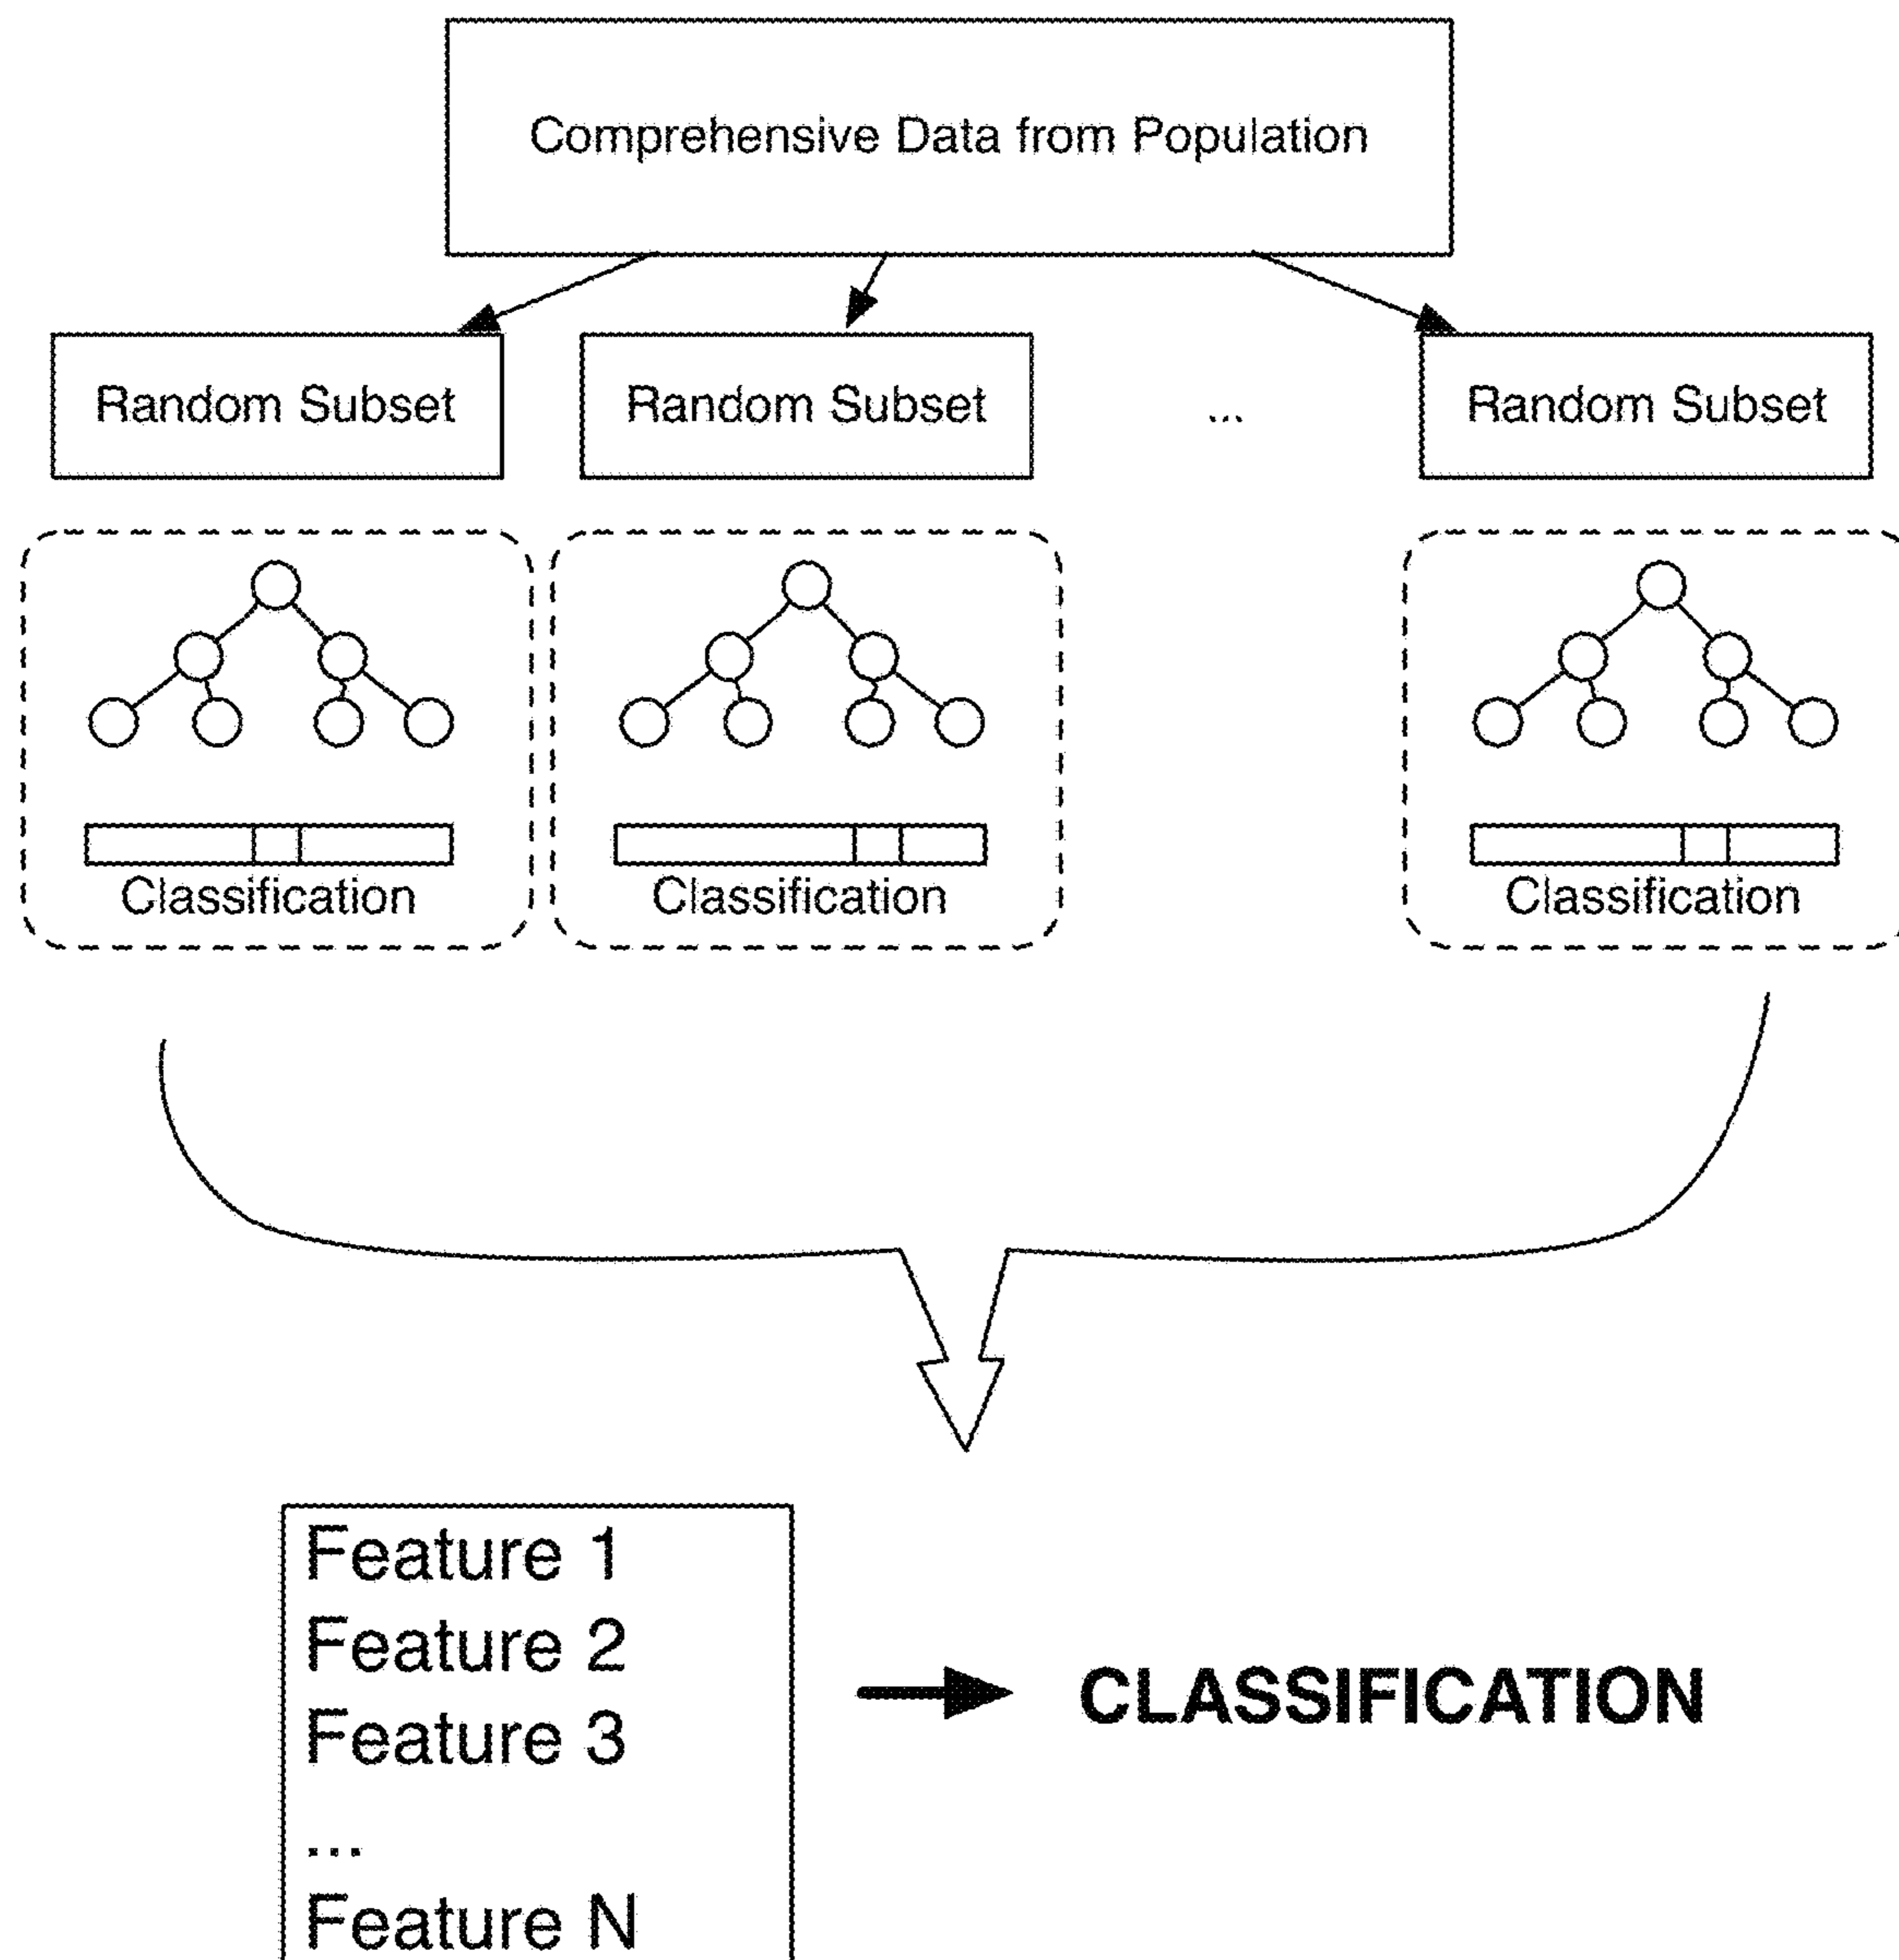 Comprehensive Data from Population
Random Subset Random Subset ... Random Subset
Classification Classification Classification
Feature 1
Feature 2
Feature 3
CLASSIFICATION
...
Feature N